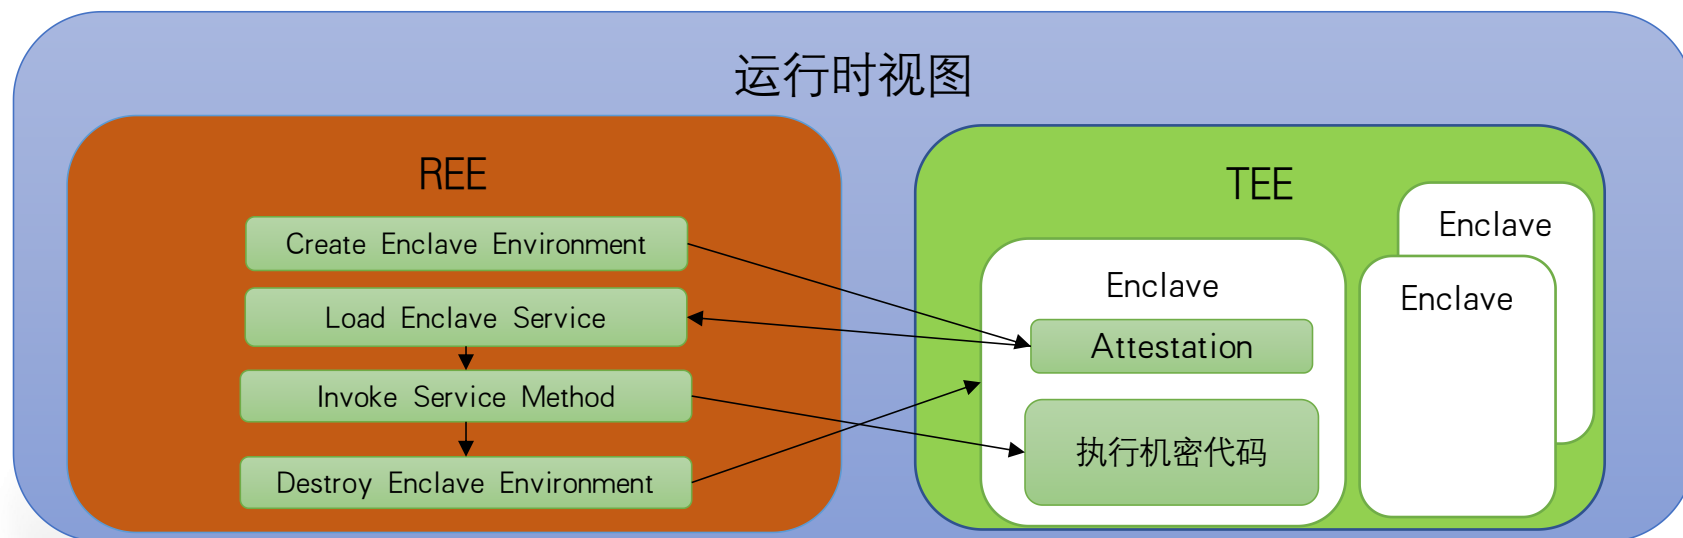 运行时视图
REE
Create Enclave Environment
Load Enclave Service
Invoke Service Method
Destroy Enclave Environment
TEE
Enclave
Attestation
执行机密代码
Enclave
Enclave